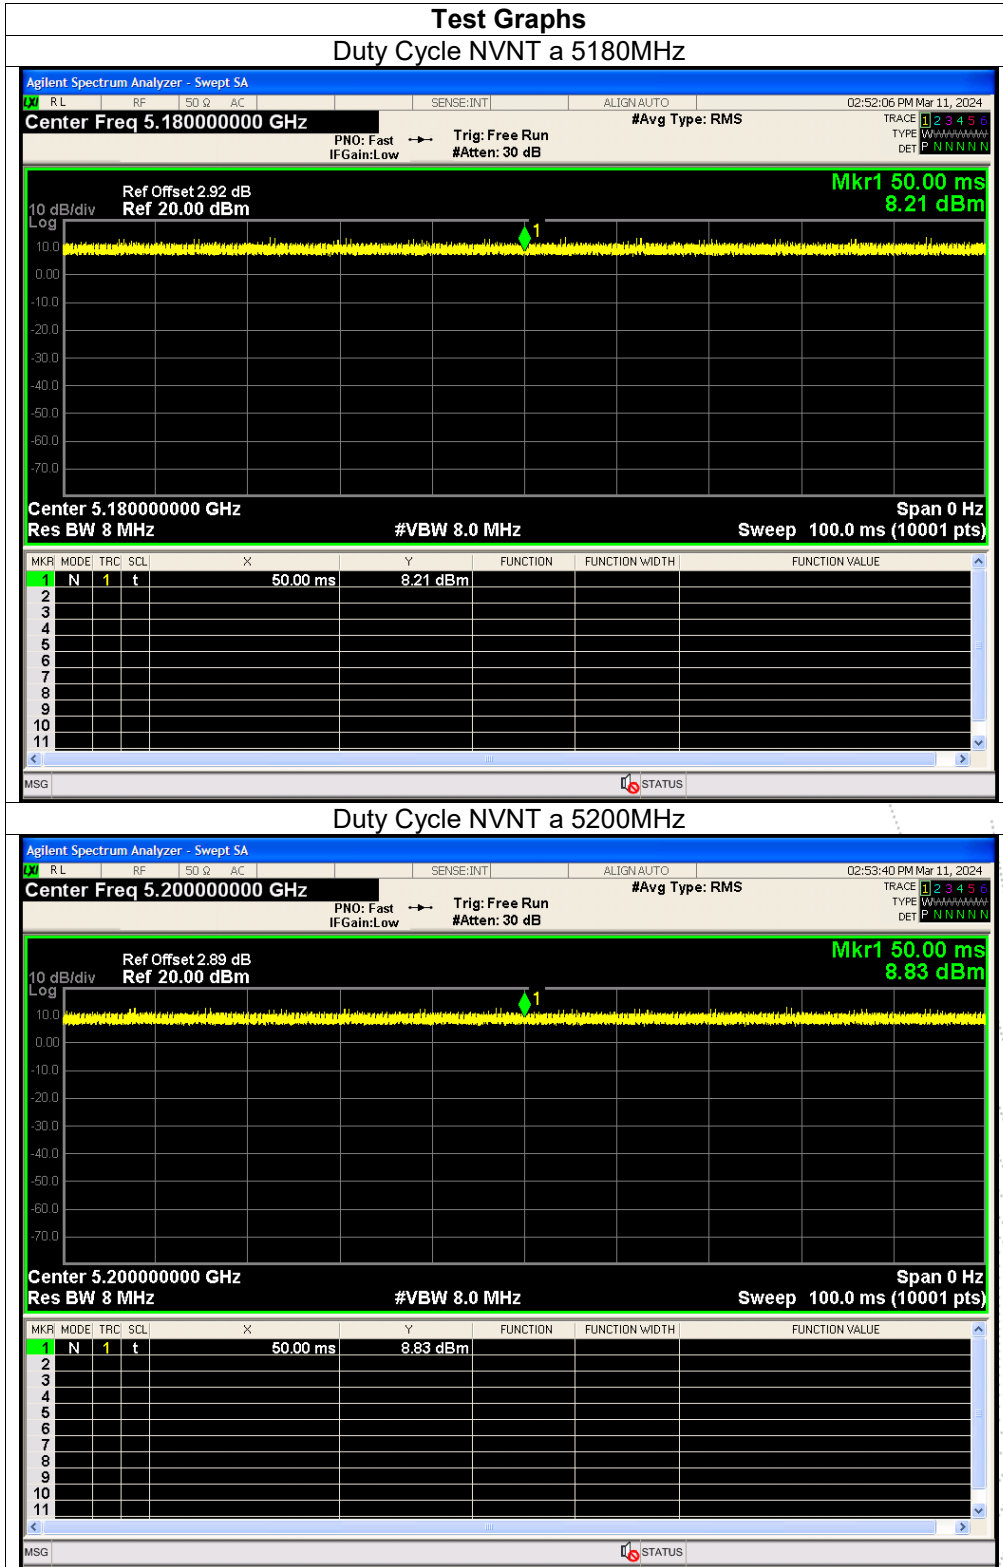 Test Graphs
Duty Cycle NVNT a 5180MHz
Agilent Spectrum Analyzer - Swept SA
LXI RL RF 50 Ω AC SENSE:INT ALIGN AUTO 02:52:06 PM Mar 11, 2024
Center Freq 5.180000000 GHz #Avg Type: RMS TRACE 1 2 3 4 5 6
PNO: Fast Trig: Free Run TYPE W
IFGain:Low #Atten: 30 dB DET P N N N N N
Mkr1 50.00 ms
Ref Offset 2.92 dB
10 dB/div Ref 20.00 dBm 8.21 dBm
Log
1
10.0
0.00
-10.0
-20.0
-30.0
-40.0
-50.0
-60.0
-70.0
Center 5.180000000 GHz Span 0 Hz
Res BW 8 MHz #VBW 8.0 MHz Sweep 100.0 ms (10001 pts)
MKR MODE TRC SCL X Y FUNCTION FUNCTION WIDTH FUNCTION VALUE
1 N 1 t 50.00 ms 8.21 dBm
2
3
4
5
6
7
8
9
10
11
MSG STATUS
Duty Cycle NVNT a 5200MHz
Agilent Spectrum Analyzer - Swept SA
LXI RL RF 50 Ω AC SENSE:INT ALIGN AUTO 02:53:40 PM Mar 11, 2024
Center Freq 5.200000000 GHz #Avg Type: RMS TRACE 1 2 3 4 5 6
PNO: Fast Trig: Free Run TYPE W
IFGain:Low #Atten: 30 dB DET P N N N N N
Mkr1 50.00 ms
Ref Offset 2.89 dB
10 dB/div Ref 20.00 dBm 8.83 dBm
Log
1
10.0
0.00
-10.0
-20.0
-30.0
-40.0
-50.0
-60.0
-70.0
Center 5.200000000 GHz Span 0 Hz
Res BW 8 MHz #VBW 8.0 MHz Sweep 100.0 ms (10001 pts)
MKR MODE TRC SCL X Y FUNCTION FUNCTION WIDTH FUNCTION VALUE
1 N 1 t 50.00 ms 8.83 dBm
2
3
4
5
6
7
8
9
10
11
MSG STATUS